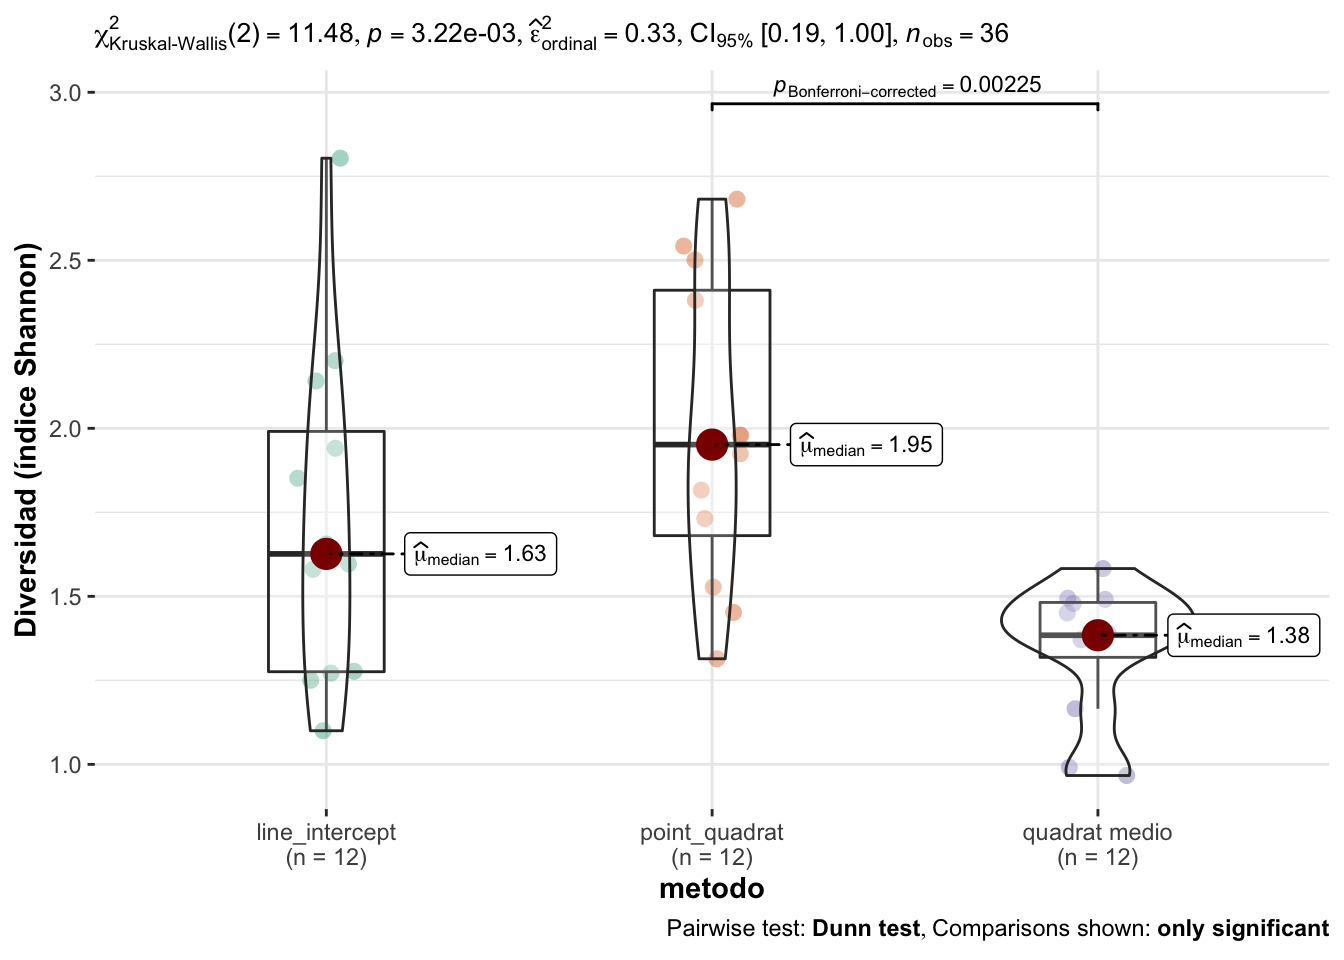 χ²Kruskal-Wallis(2) = 11.48, p = 3.22e-03, ε̂²ordinal = 0.33, CI95% [0.19, 1.00], nobs = 36
pBonferroni−corrected = 0.00225
3.0
2.5
2.0
1.5
1.0
Diversidad (índice Shannon)
μ̂median = 1.63
μ̂median = 1.95
μ̂median = 1.38
line_intercept
(n = 12)
point_quadrat
(n = 12)
quadrat medio
(n = 12)
metodo
Pairwise test: Dunn test, Comparisons shown: only significant